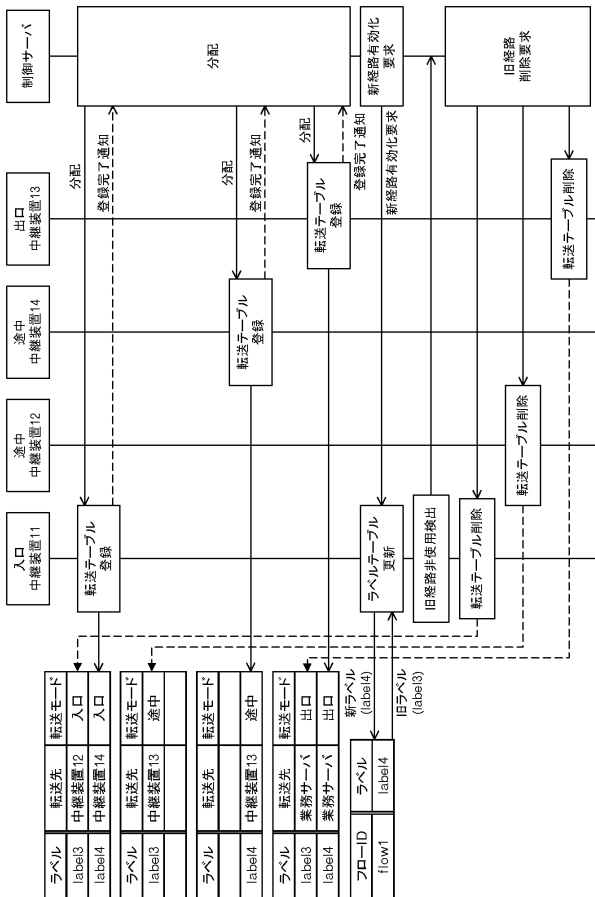 入口
中継装置11
途中
中継装置12
途中
中継装置14
出口
中継装置13
制御サーバ
分配
分配
登録完了通知
転送テーブル
登録
分配
登録完了通知
転送テーブル
登録
分配
登録完了通知
転送テーブル
登録
新経路有効化
要求
新経路有効化要求
ラベルテーブル
更新
旧経路非使用検出
旧経路
削除要求
転送テーブル削除
転送テーブル削除
転送テーブル削除
ラベル 転送先 転送モード
label3 中継装置12 入口
label4 中継装置14 入口
ラベル 転送先 転送モード
label3 中継装置13 途中
ラベル 転送先 転送モード
label4 中継装置13 途中
ラベル 転送先 転送モード
label3 業務サーバ 出口
label4 業務サーバ 出口
フローID ラベル
flow1 label4
新ラベル
(label4)
旧ラベル
(label3)